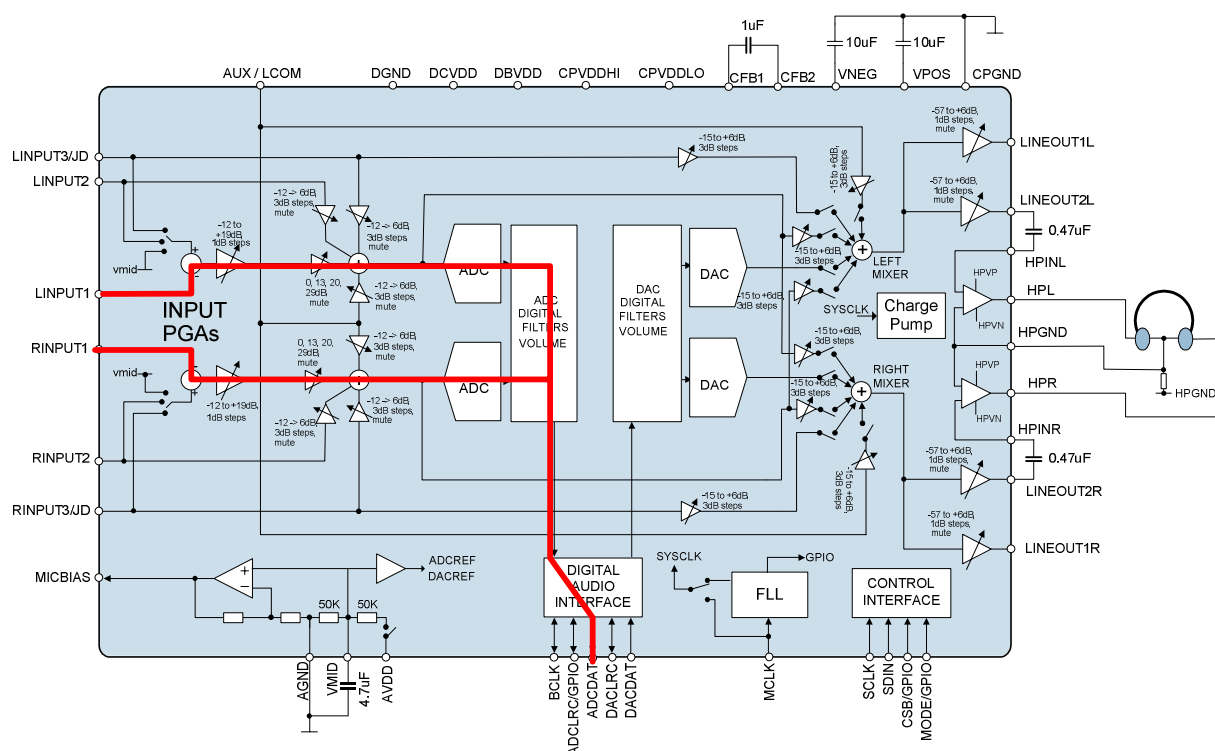 1uF
10uF
10uF
AUX / LCOM
DGND
DCVDD
DBVDD
CPVDDHI
CPVDDLO
CFB1
CFB2
VNEG
VPOS
CPGND
-57 to +6dB,
1dB steps,
mute
LINEOUT1L
LINPUT3/JD
-15 to +6dB,
3dB steps
-15 to +6dB,
3dB steps
LINPUT2
-12 -> 6dB,
3dB steps
mute
-57 to +6dB,
1dB steps
mute
LINEOUT2L
0.47uF
-12 to
+19dB,
1dB steps
+
-
-12 -> 6dB,
3dB steps,
mute
vmid
ADC
ADC
DIGITAL
FILTERS
VOLUME
DAC
DIGITAL
FILTERS
VOLUME
DAC
-15 to +6dB,
3dB steps
LEFT
MIXER
HPINL
LINPUT1
INPUT
PGAs
0, 13, 20,
29dB, mute
-12 -> 6dB,
3dB steps,
mute
-15 to +6dB,
3dB steps
SYSCLK
Charge
Pump
HPVP
HPVN
HPL
RINPUT1
0, 13, 20,
29dB,
mute
-12 -> 6dB,
3dB steps,
mute
-15 to +6dB,
3dB steps
RIGHT
MIXER
HPGND
vmid
-
+
-12 to +19dB,
1dB steps
ADC
DAC
-12 -> 6dB,
3dB steps,
mute
-15 to +6dB,
3dB steps
HPVP
HPVN
HPR
HPGND
-12 -> 6dB,
3dB steps,
mute
HPINR
0.47uF
RINPUT2
-15 to +6dB,
3dB steps
-57 to +6dB,
1dB steps,
mute
LINEOUT2R
RINPUT3/JD
-15 to +6dB,
3dB steps
-57 to +6dB,
1dB steps,
mute
LINEOUT1R
MICBIAS
+
-
ADCREF
DACREF
DIGITAL
AUDIO
INTERFACE
SYSCLK
GPIO
FLL
CONTROL
INTERFACE
50K
50K
AGND
VMID
4.7uF
AVDD
BCLK
ADCLRC/GPIO
ADCDAT
DACLRC
DACDAT
MCLK
SCLK
SDIN
CSB/GPIO
MODE/GPIO